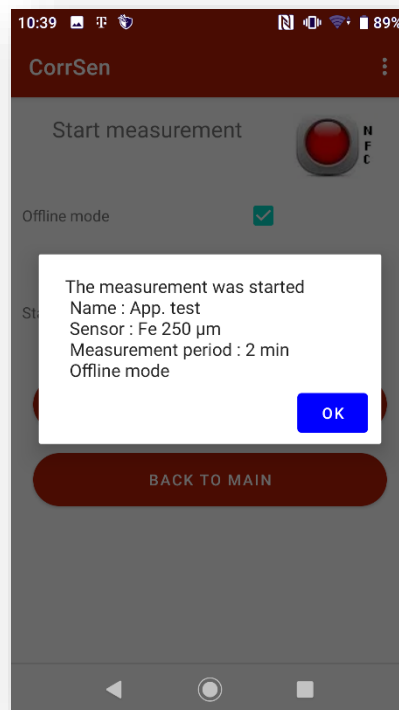 10:39
89%
CorrSen
Start measurement
N
F
C
Offline mode
The measurement was started
Name : App. test
Sensor : Fe 250 µm
Measurement period : 2 min
Offline mode
OK
BACK TO MAIN